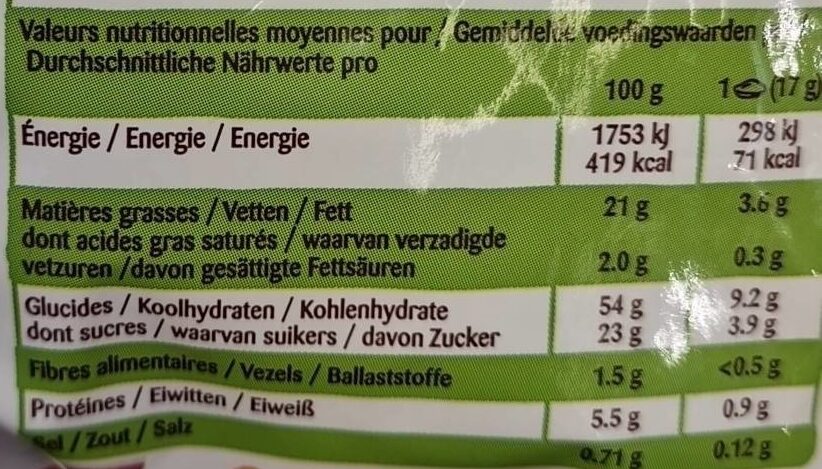 Valeurs nutritionnelles moyennes pour / Gemiddelde voedingswaarden
Durchschnittliche Nährwerte pro
100 g 1 (17 g)
Énergie / Energie / Energie 1753 kJ 298 kJ
419 kcal 71 kcal
Matières grasses / Vetten / Fett 21 g 3.6 g
dont acides gras saturés / waarvan verzadigde
vetzuren / davon gesättigte Fettsäuren 2.0 g 0.3 g
Glucides / Koolhydraten / Kohlenhydrate 54 g 9.2 g
dont sucres / waarvan suikers / davon Zucker 23 g 3.9 g
Fibres alimentaires / Vezels / Ballaststoffe 1.5 g <0.5 g
Protéines / Eiwitten / Eiweiß 5.5 g 0.9 g
Sel / Zout / Salz 0.71 g 0.12 g